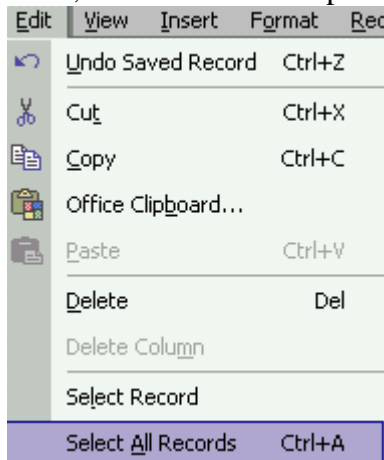 Edit View Insert Format Rec
Undo Saved Record Ctrl+Z
Cut Ctrl+X
Copy Ctrl+C
Office Clipboard...
Paste Ctrl+V
Delete Del
Delete Column
Select Record
Select All Records Ctrl+A